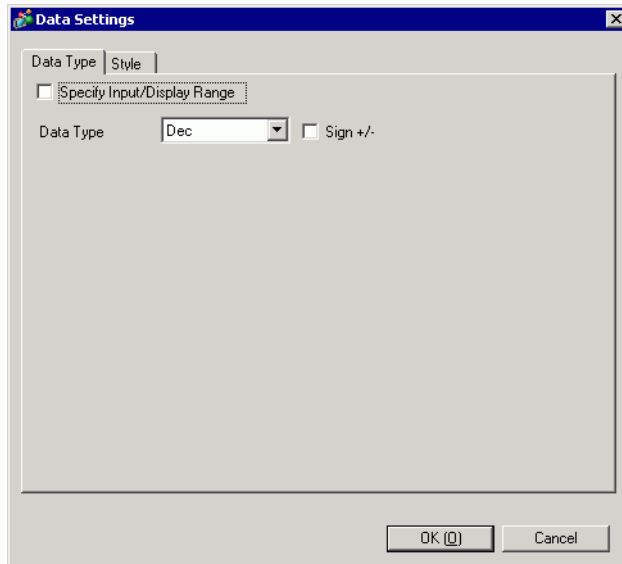 Data Settings
Data Type Style
Specify Input/Display Range
Data Type Dec Sign +/-
OK (O) Cancel